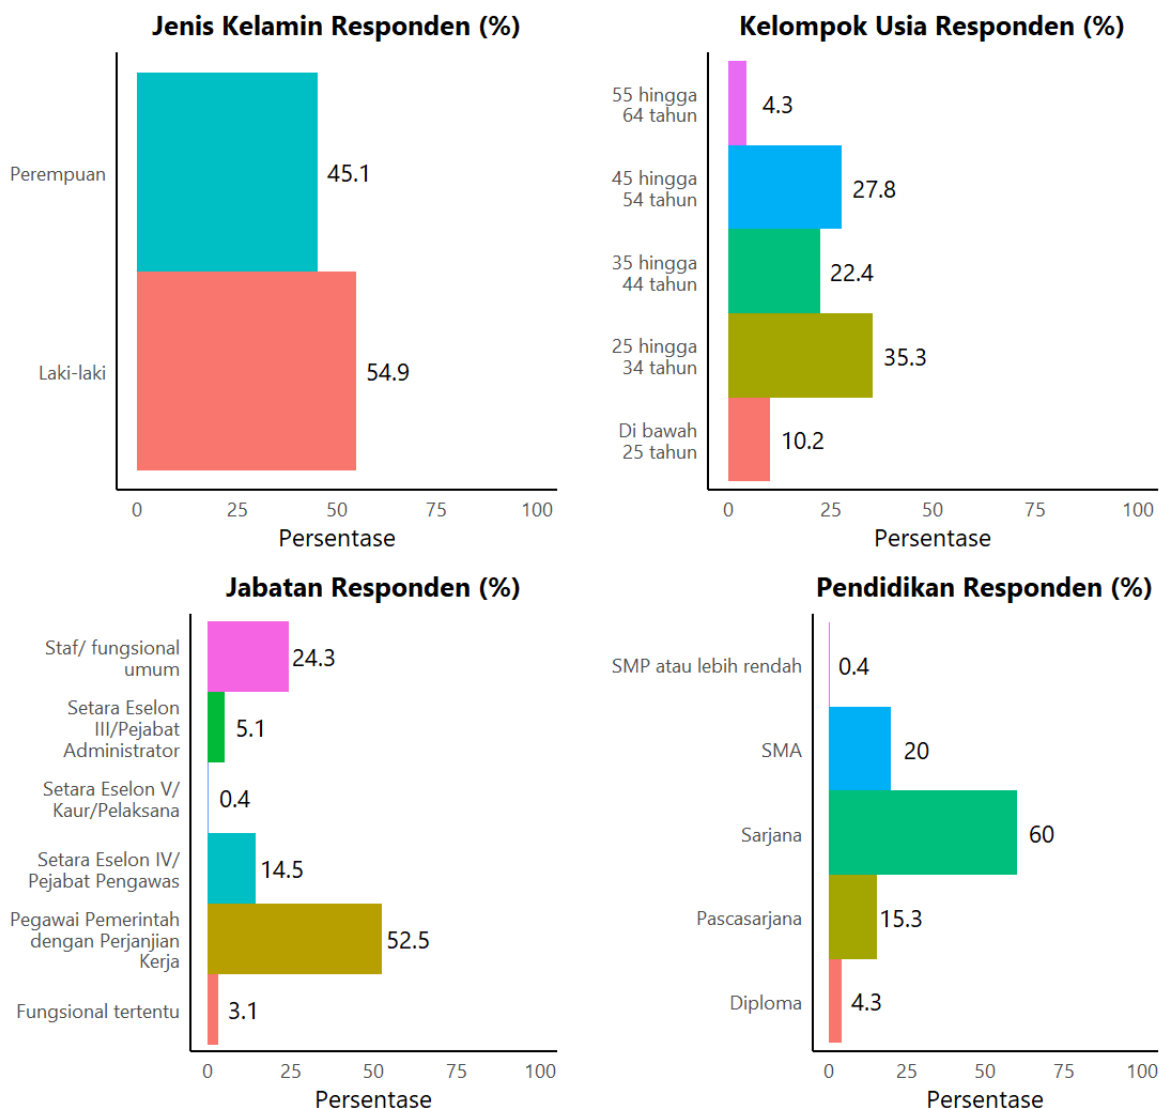 Jenis Kelamin Responden (%)
Perempuan
45.1
Laki-laki
54.9
0 25 50 75 100
Persentase
Kelompok Usia Responden (%)
55 hingga
64 tahun
4.3
45 hingga
54 tahun
27.8
35 hingga
44 tahun
22.4
25 hingga
34 tahun
35.3
Di bawah
25 tahun
10.2
0 25 50 75 100
Persentase
Jabatan Responden (%)
Staf/ fungsional
umum
24.3
Setara Eselon
III/Pejabat
Administrator
5.1
Setara Eselon V/
Kaur/Pelaksana
0.4
Setara Eselon IV/
Pejabat Pengawas
14.5
Pegawai Pemerintah
dengan Perjanjian
Kerja
52.5
Fungsional tertentu
3.1
0 25 50 75 100
Persentase
Pendidikan Responden (%)
SMP atau lebih rendah
0.4
SMA
20
Sarjana
60
Pascasarjana
15.3
Diploma
4.3
0 25 50 75 100
Persentase